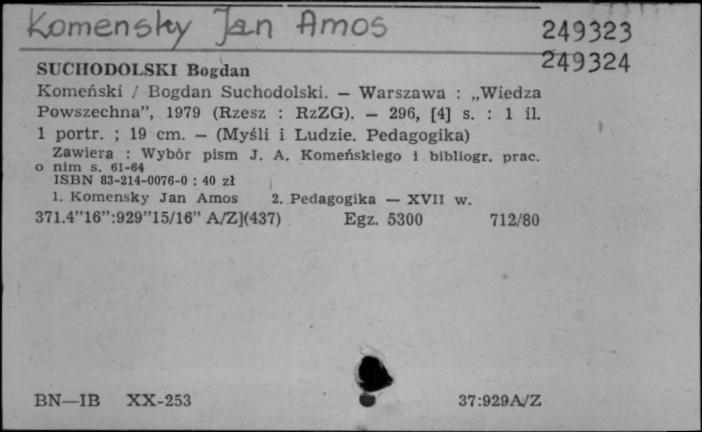 Komensky Jan Amos 249323
249324
SUCHODOLSKI Bogdan
Komeński / Bogdan Suchodolski. — Warszawa : „Wiedza
Powszechna”, 1979 (Rzesz : RzZG). — 296, [4] s. : 1 il.
1 portr. ; 19 cm. — (Myśli i Ludzie. Pedagogika)
Zawiera : Wybór pism J. A. Komeńskiego i bibliogr. prac.
o nim s. 61-64
ISBN 83-214-0076-0 : 40 zł
1. Komensky Jan Amos 2. Pedagogika — XVII w.
371.4”16”:929”15/16” A/Z](437) Egz. 5300 712/80
BN—IB XX-253 37:929A/Z